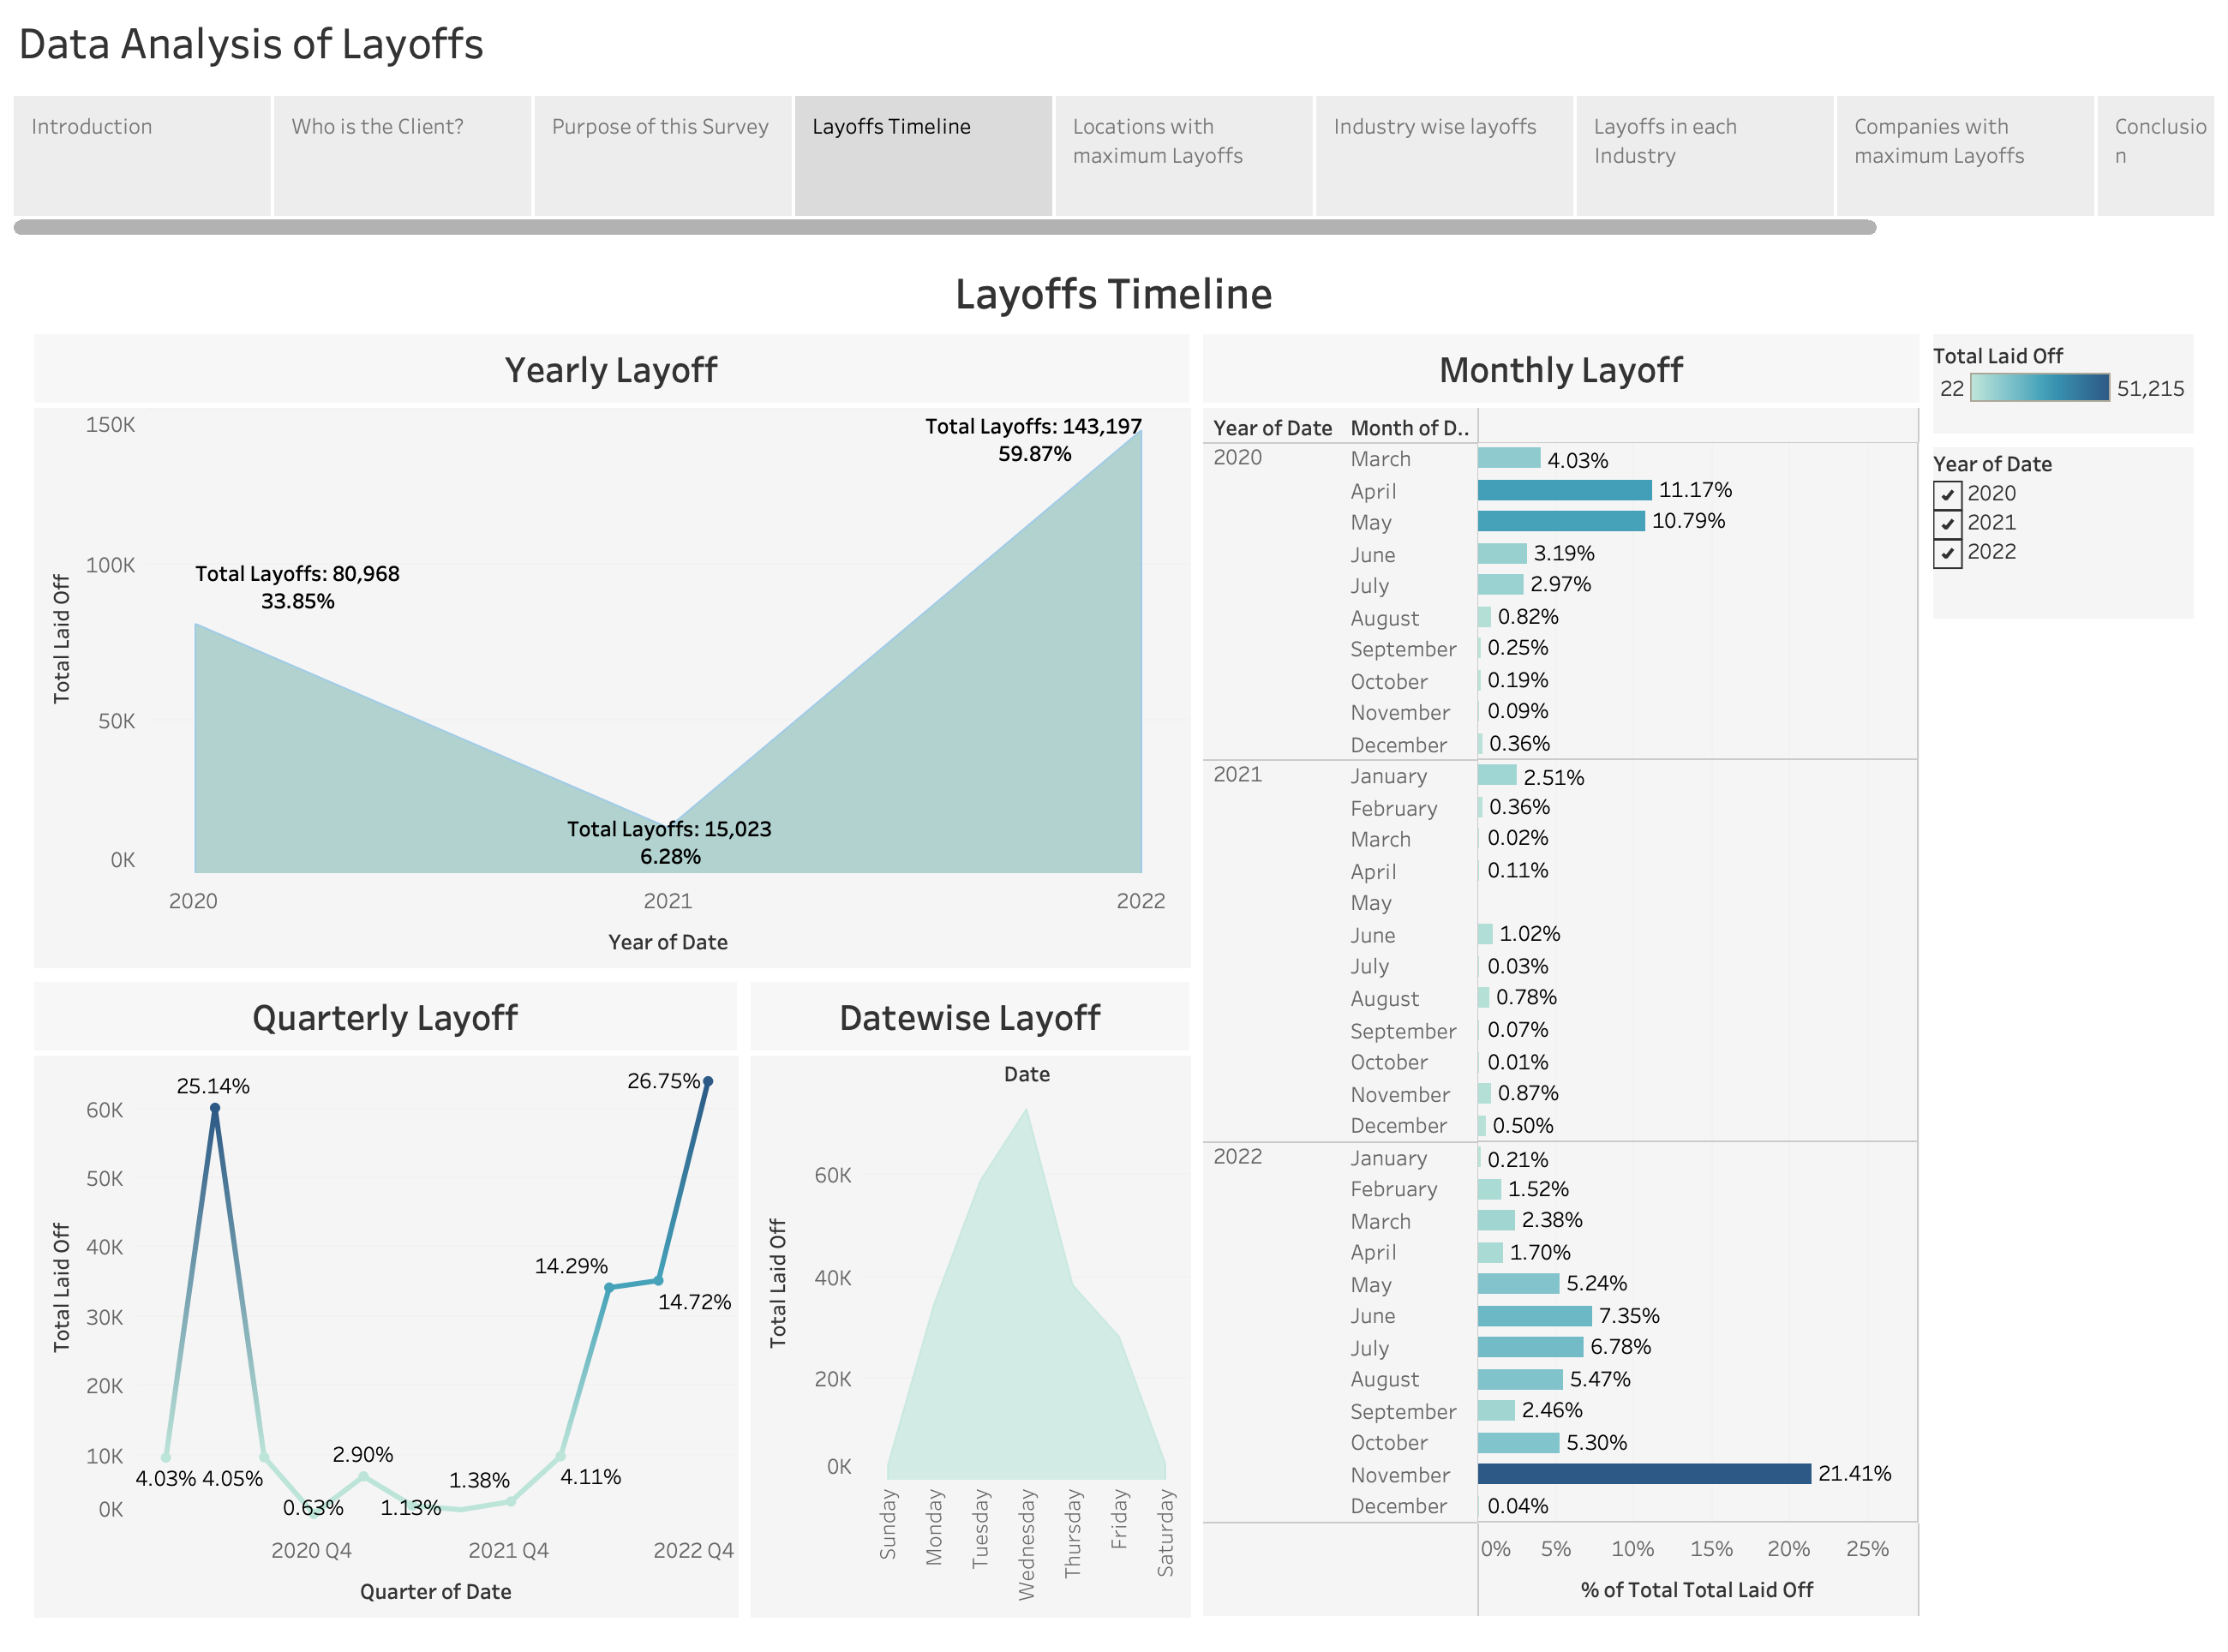 Data Analysis of Layoffs
Introduction
Who is the Client?
Purpose of this Survey
Layoffs Timeline
Locations with
maximum Layoffs
Industry wise layoffs
Layoffs in each
Industry
Companies with
maximum Layoffs
Conclusio
n
Layoffs Timeline
Yearly Layoff
150K
100K
50K
0K
Total Laid Off
Total Layoffs: 80,968
33.85%
Total Layoffs: 15,023
6.28%
Total Layoffs: 143,197
59.87%
2020
2021
2022
Year of Date
Quarterly Layoff
60K
50K
40K
30K
20K
10K
0K
Total Laid Off
4.03%
25.14%
4.05%
0.63%
2.90%
1.13%
1.38%
4.11%
14.29%
14.72%
26.75%
2020 Q4
2021 Q4
2022 Q4
Quarter of Date
Datewise Layoff
Date
60K
40K
20K
0K
Total Laid Off
Sunday
Monday
Tuesday
Wednesday
Thursday
Friday
Saturday
Monthly Layoff
Year of Date Month of D..
2020 March 4.03%
April 11.17%
May 10.79%
June 3.19%
July 2.97%
August 0.82%
September 0.25%
October 0.19%
November 0.09%
December 0.36%
2021 January 2.51%
February 0.36%
March 0.02%
April 0.11%
May
June 1.02%
July 0.03%
August 0.78%
September 0.07%
October 0.01%
November 0.87%
December 0.50%
2022 January 0.21%
February 1.52%
March 2.38%
April 1.70%
May 5.24%
June 7.35%
July 6.78%
August 5.47%
September 2.46%
October 5.30%
November 21.41%
December 0.04%
0% 5% 10% 15% 20% 25%
% of Total Total Laid Off
Total Laid Off
22 51,215
Year of Date
2020
2021
2022